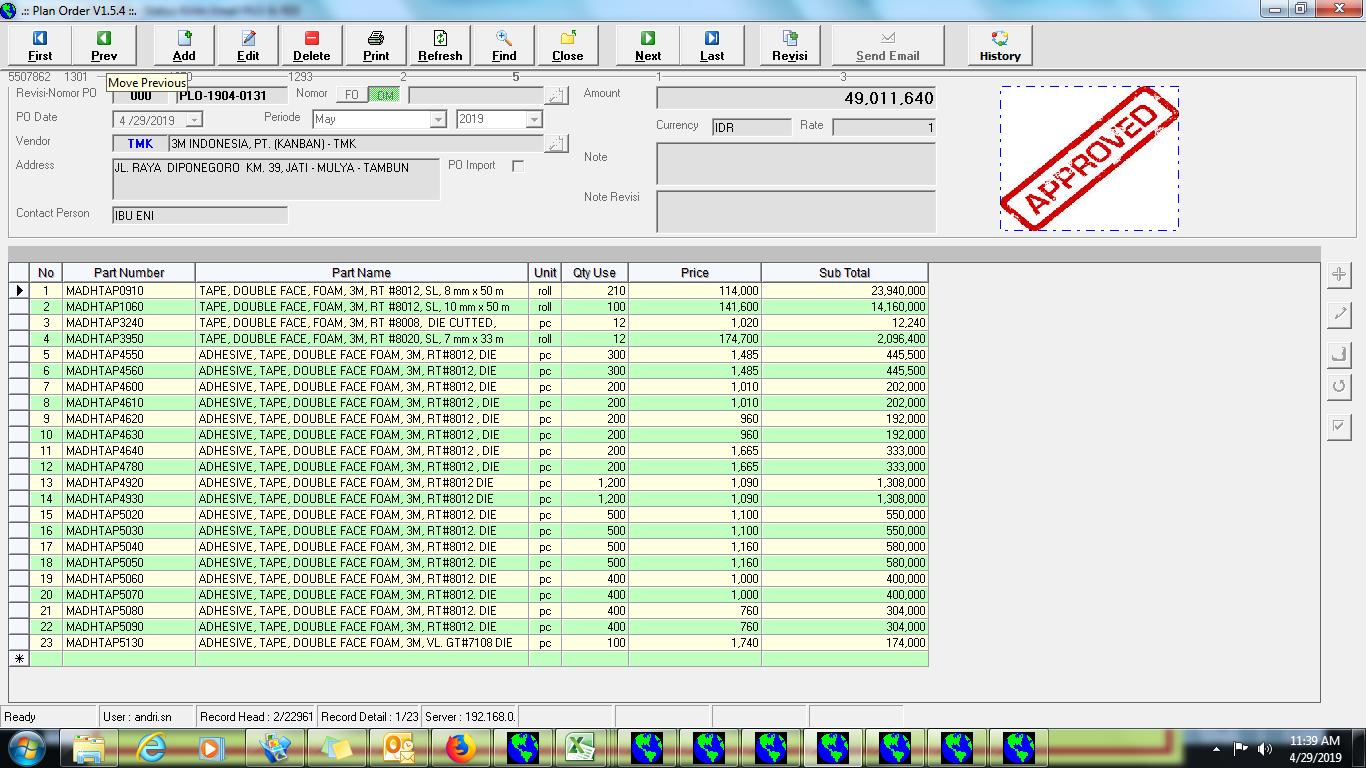 .:: Plan Order V1.5.4 ::.
First Prev Add Edit Delete Print Refresh Find Close Next Last Revisi Send Email History
5507862 1301 1293 2 5 1 3
Move Previous
Revisi-Nomor PO 000 PLO-1904-0131 Nomor FO DM Amount 49,011,640
PO Date 4 /29/2019 Periode May 2019 Currency IDR Rate 1
Vendor TMK 3M INDONESIA, PT. (KANBAN) - TMK Note
Address JL. RAYA DIPONEGORO KM. 39, JATI - MULYA - TAMBUN PO Import
Note Revisi
Contact Person IBU ENI
APPROVED
No Part Number Part Name Unit Qty Use Price Sub Total
1 MADHTAP0910 TAPE, DOUBLE FACE, FOAM, 3M, RT #8012, SL, 8 mm x 50 m roll 210 114,000 23,940,000
2 MADHTAP1060 TAPE, DOUBLE FACE, FOAM, 3M, RT #8012, SL, 10 mm x 50 m roll 100 141,600 14,160,000
3 MADHTAP3240 TAPE, DOUBLE FACE, FOAM, 3M, RT #8008, DIE CUTTED, pc 12 1,020 12,240
4 MADHTAP3950 TAPE, DOUBLE FACE, FOAM, 3M, RT #8020, SL, 7 mm x 33 m roll 12 174,700 2,096,400
5 MADHTAP4550 ADHESIVE, TAPE, DOUBLE FACE FOAM, 3M, RT#8012, DIE pc 300 1,485 445,500
6 MADHTAP4560 ADHESIVE, TAPE, DOUBLE FACE FOAM, 3M, RT#8012, DIE pc 300 1,485 445,500
7 MADHTAP4600 ADHESIVE, TAPE, DOUBLE FACE FOAM, 3M, RT#8012 , DIE pc 200 1,010 202,000
8 MADHTAP4610 ADHESIVE, TAPE, DOUBLE FACE FOAM, 3M, RT#8012 , DIE pc 200 1,010 202,000
9 MADHTAP4620 ADHESIVE, TAPE, DOUBLE FACE FOAM, 3M, RT#8012 , DIE pc 200 960 192,000
10 MADHTAP4630 ADHESIVE, TAPE, DOUBLE FACE FOAM, 3M, RT#8012 , DIE pc 200 960 192,000
11 MADHTAP4640 ADHESIVE, TAPE, DOUBLE FACE FOAM, 3M, RT#8012 , DIE pc 200 1,665 333,000
12 MADHTAP4780 ADHESIVE, TAPE, DOUBLE FACE FOAM, 3M, RT#8012 , DIE pc 200 1,665 333,000
13 MADHTAP4920 ADHESIVE, TAPE, DOUBLE FACE FOAM, 3M, RT#8012 DIE pc 1,200 1,090 1,308,000
14 MADHTAP4930 ADHESIVE, TAPE, DOUBLE FACE FOAM, 3M, RT#8012 DIE pc 1,200 1,090 1,308,000
15 MADHTAP5020 ADHESIVE, TAPE, DOUBLE FACE FOAM, 3M, RT#8012. DIE pc 500 1,100 550,000
16 MADHTAP5030 ADHESIVE, TAPE, DOUBLE FACE FOAM, 3M, RT#8012. DIE pc 500 1,100 550,000
17 MADHTAP5040 ADHESIVE, TAPE, DOUBLE FACE FOAM, 3M, RT#8012. DIE pc 500 1,160 580,000
18 MADHTAP5050 ADHESIVE, TAPE, DOUBLE FACE FOAM, 3M, RT#8012. DIE pc 500 1,160 580,000
19 MADHTAP5060 ADHESIVE, TAPE, DOUBLE FACE FOAM, 3M, RT#8012. DIE pc 400 1,000 400,000
20 MADHTAP5070 ADHESIVE, TAPE, DOUBLE FACE FOAM, 3M, RT#8012. DIE pc 400 1,000 400,000
21 MADHTAP5080 ADHESIVE, TAPE, DOUBLE FACE FOAM, 3M, RT#8012. DIE pc 400 760 304,000
22 MADHTAP5090 ADHESIVE, TAPE, DOUBLE FACE FOAM, 3M, RT#8012. DIE pc 400 760 304,000
23 MADHTAP5130 ADHESIVE, TAPE, DOUBLE FACE FOAM, 3M, VL. GT#7108 DIE pc 100 1,740 174,000
Ready User : andri.sn Record Head : 2/22961 Record Detail : 1/23 Server : 192.168.0.
11:39 AM
4/29/2019